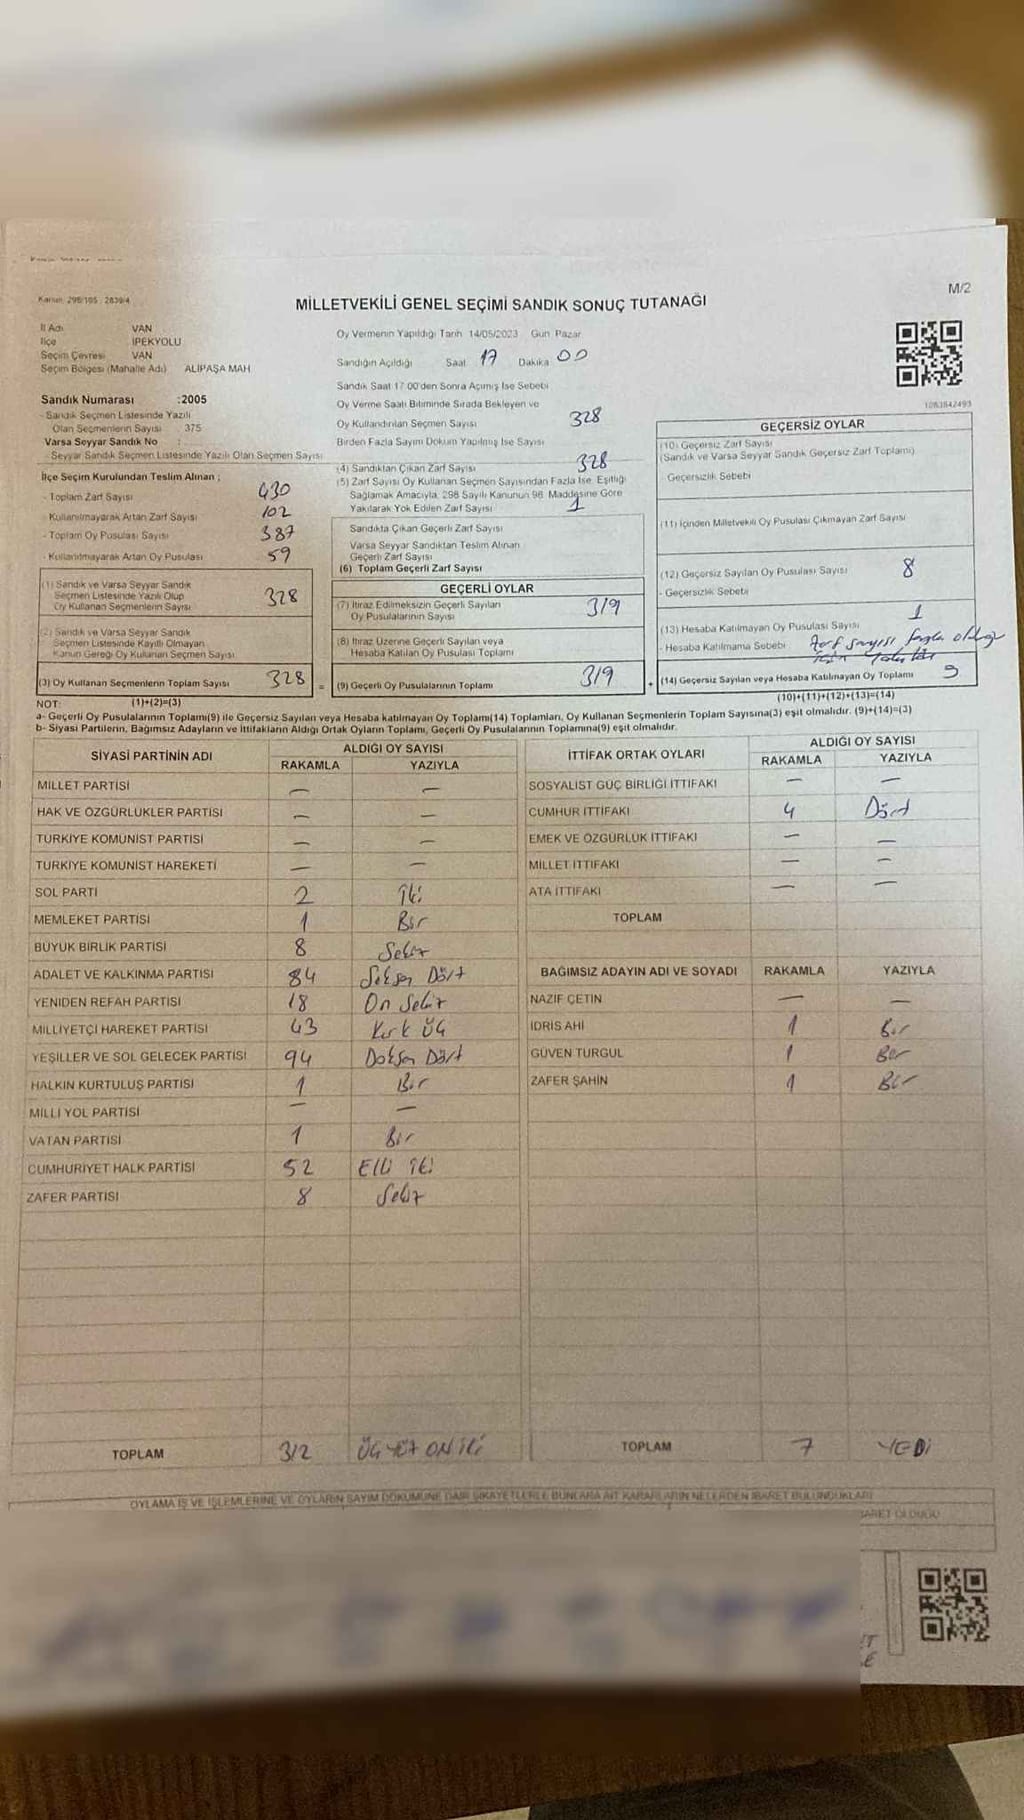 Kanun: 298/105 , 2839/4
M/2
MİLLETVEKİLİ GENEL SEÇİMİ SANDIK SONUÇ TUTANAĞI
İl Adı VAN
İlçe İPEKYOLU
Seçim Çevresi VAN
Seçim Bölgesi (Mahalle Adı) ALİPAŞA MAH
Sandık Numarası :2005
- Sandık Seçmen Listesinde Yazılı
Olan Seçmenlerin Sayısı 375
Varsa Seyyar Sandık No :
- Seyyar Sandık Seçmen Listesinde Yazılı Olan Seçmen Sayısı
İlçe Seçim Kurulundan Teslim Alınan ;
- Toplam Zarf Sayısı 430
- Kullanılmayarak Artan Zarf Sayısı 102
- Toplam Oy Pusulası Sayısı 387
- Kullanılmayarak Artan Oy Pusulası 59
(1) Sandık ve Varsa Seyyar Sandık
Seçmen Listesinde Yazılı Olup
Oy Kullanan Seçmenlerin Sayısı 328
(2) Sandık ve Varsa Seyyar Sandık
Seçmen Listesinde Kayıtlı Olmayan
Kanun Gereği Oy Kullanan Seçmen Sayısı
(3) Oy Kullanan Seçmenlerin Toplam Sayısı 328 =
(1)+(2)=(3)
Oy Vermenin Yapıldığı Tarih 14/05/2023 Gün Pazar
Sandığın Açıldığı Saat 17 Dakika 00
Sandık Saat 17 00'den Sonra Açımış İse Sebebi
Oy Verme Saati Bitiminde Sırada Bekleyen ve
Oy Kullandırılan Seçmen Sayısı 328
Birden Fazla Sayım Döküm Yapılmış İse Sayısı
(4) Sandıktan Çıkan Zarf Sayısı 328
(5) Zarf Sayısı Oy Kullanan Seçmen Sayısından Fazla İse, Eşitliği
Sağlamak Amacıyla, 298 Sayılı Kanunun 98. Maddesine Göre
Yakılarak Yok Edilen Zarf Sayısı 1
Sandıkta Çıkan Geçerli Zarf Sayısı
Varsa Seyyar Sandıktan Teslim Alınan
Geçerli Zarf Sayısı
(6) Toplam Geçerli Zarf Sayısı
GEÇERLİ OYLAR
(7) İtiraz Edilmeksizin Geçerli Sayılan
Oy Pusulalarının Sayısı 319
(8) İtiraz Üzerine Geçerli Sayılan veya
Hesaba Katılan Oy Pusulası Toplamı
(9) Geçerli Oy Pusulalarının Toplamı 319 +
1083842493
GEÇERSİZ OYLAR
(10) Geçersiz Zarf Sayısı
(Sandık ve Varsa Seyyar Sandık Geçersiz Zarf Toplamı)
- Geçersizlik Sebebi
(11) İçinden Milletvekili Oy Pusulası Çıkmayan Zarf Sayısı
(12) Geçersiz Sayılan Oy Pusulası Sayısı 8
- Geçersizlik Sebebi
(13) Hesaba Katılmayan Oy Pusulası Sayısı 1
- Hesaba Katılmama Sebebi Zarf sayısı fazla olduğu
için
(14) Geçersiz Sayılan veya Hesaba Katılmayan Oy Toplamı 9
(10)+(11)+(12)+(13)=(14)
NOT:
a- Geçerli Oy Pusulalarının Toplamı(9) ile Geçersiz Sayılan veya Hesaba katılmayan Oy Toplamı(14) Toplamları, Oy Kullanan Seçmenlerin Toplam Sayısına(3) eşit olmalıdır. (9)+(14)=(3)
b- Siyasi Partilerin, Bağımsız Adayların ve İttifakların Aldığı Ortak Oyların Toplamı, Geçerli Oy Pusulalarının Toplamına(9) eşit olmalıdır.
SİYASİ PARTİNİN ADI ALDIĞI OY SAYISI
RAKAMLA YAZIYLA
MİLLET PARTİSİ — —
HAK VE ÖZGÜRLÜKLER PARTİSİ — —
TÜRKİYE KOMÜNİST PARTİSİ — —
TÜRKİYE KOMÜNİST HAREKETİ — —
SOL PARTİ 2 İki
MEMLEKET PARTİSİ 1 Bir
BÜYÜK BİRLİK PARTİSİ 8 Sekiz
ADALET VE KALKINMA PARTİSİ 84 Seksen Dört
YENİDEN REFAH PARTİSİ 18 On Sekiz
MİLLİYETÇİ HAREKET PARTİSİ 43 Kırk Üç
YEŞİLLER VE SOL GELECEK PARTİSİ 94 Doksan Dört
HALKIN KURTULUŞ PARTİSİ 1 Bir
MİLLİ YOL PARTİSİ — —
VATAN PARTİSİ 1 Bir
CUMHURİYET HALK PARTİSİ 52 Elli iki
ZAFER PARTİSİ 8 Sekiz
TOPLAM 312 ÜÇ YÜZ ON İKİ
İTTİFAK ORTAK OYLARI ALDIĞI OY SAYISI
RAKAMLA YAZIYLA
SOSYALİST GÜÇ BİRLİĞİ İTTİFAKI — —
CUMHUR İTTİFAKI 4 Dört
EMEK VE ÖZGÜRLÜK İTTİFAKI — —
MİLLET İTTİFAKI — —
ATA İTTİFAKI — —
TOPLAM
BAĞIMSIZ ADAYIN ADI VE SOYADI RAKAMLA YAZIYLA
NAZİF ÇETİN — —
İDRİS AHİ 1 Bir
GÜVEN TURGUL 1 Bir
ZAFER ŞAHİN 1 Bir
TOPLAM 7 YEDİ
OYLAMA İŞ VE İŞLEMLERİNE VE OYLARIN SAYIM DÖKÜMÜNE DAİR ŞİKAYETLERLE BUNLARA AİT KARARLARIN NELERDEN İBARET BULUNDUKLARI